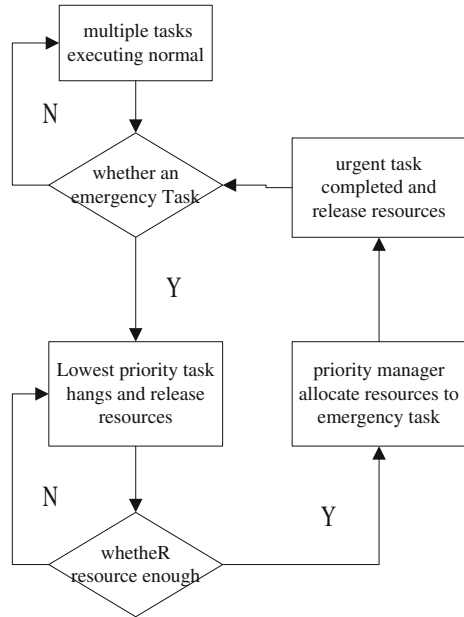 multiple tasks
executing normal
N
whether an
emergency Task
urgent task
completed and
release resources
Y
Lowest priority task
hangs and release
resources
priority manager
allocate resources to
emergency task
N
Y
whetheR
resource enough